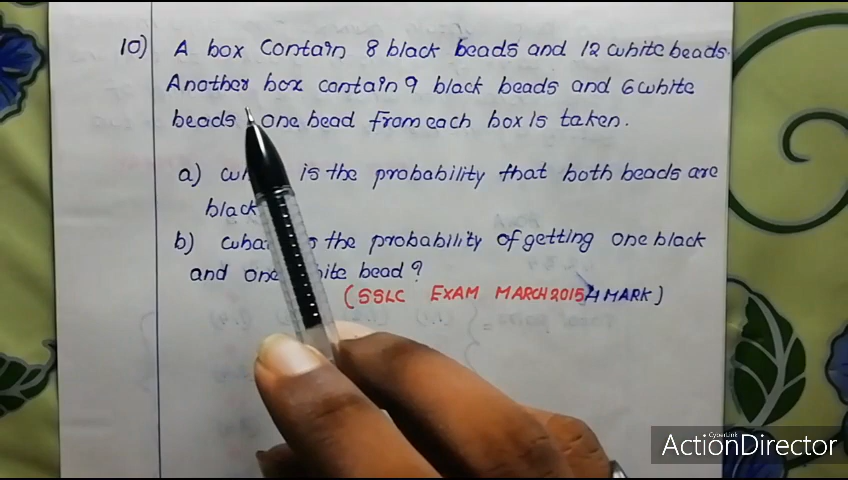 10) A box contain 8 black beads and 12 white beads.
Another box contain 9 black beads and 6 white
beads one bead from each box is taken.
a) is the probability that both beads are
black
b) the probability of getting one black
and one bead ?
(SSLC EXAM MARCH 2015 4 MARK)
CyberLink
ActionDirector